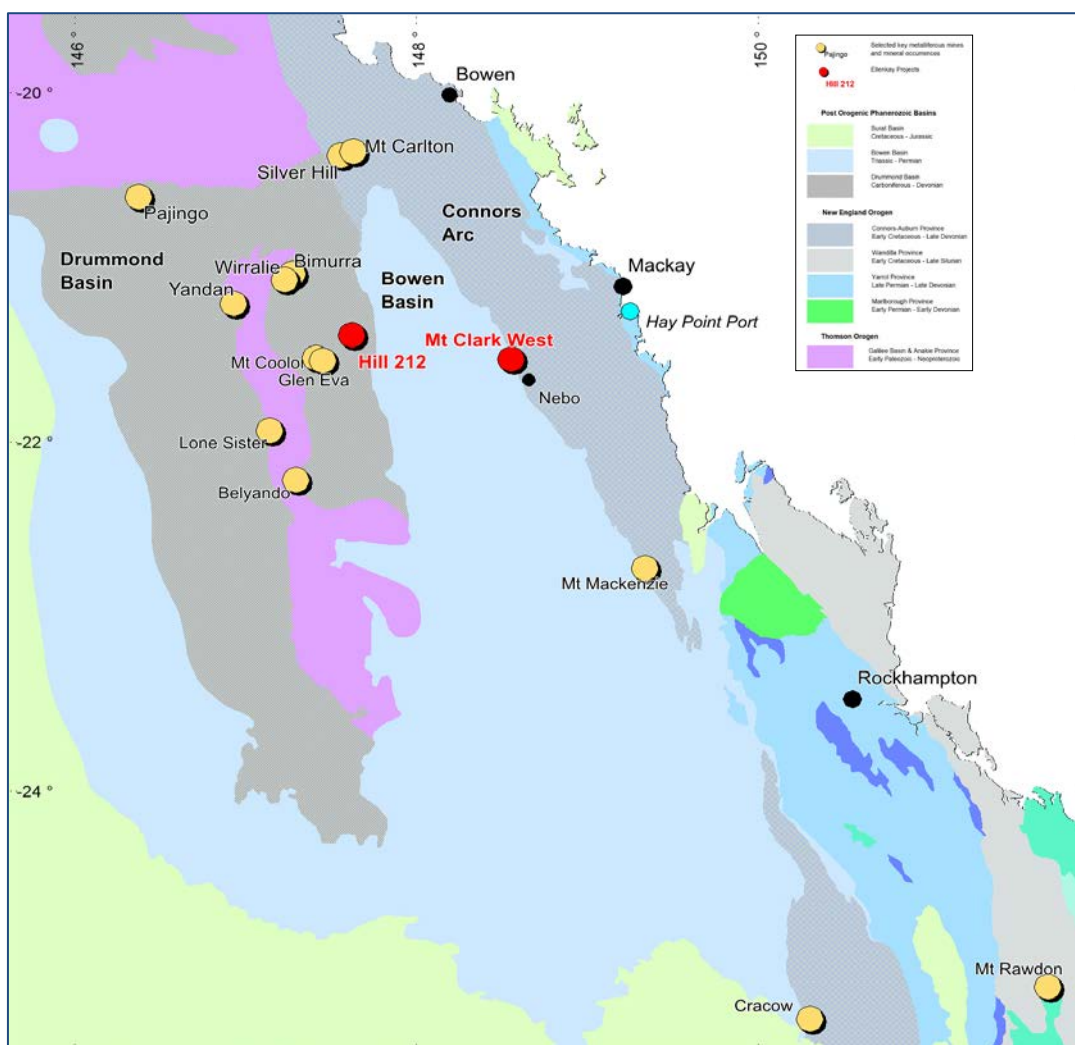 146 °
148 °
150 °
-20 °
-22 °
-24 °
Bowen
Mt Carlton
Silver Hill
Pajingo
Connors
Arc
Drummond
Basin
Wirralie
Bimurra
Yandan
Bowen
Basin
Mackay
Hay Point Port
Mt Clark West
Hill 212
Mt Coolon
Glen Eva
Nebo
Lone Sister
Belyando
Mt Mackenzie
Rockhampton
Mt Rawdon
Cracow
Pajingo
Selected key metalliferous mines
and mineral occurrences
Hill 212
Ellenkay Projects
Post Orogenic Phanerozoic Basins
Surat Basin
Cretaceous - Jurassic
Bowen Basin
Triassic - Permian
Drummond Basin
Carboniferous - Devonian
New England Orogen
Connors-Auburn Province
Early Cretaceous - Late Devonian
Wandilla Province
Early Cretaceous - Late Silurian
Yarrol Province
Late Permian - Late Devonian
Marlborough Province
Early Permian - Early Devonian
Thomson Orogen
Galilee Basin & Anakie Province
Early Paleozoic - Neoproterozoic